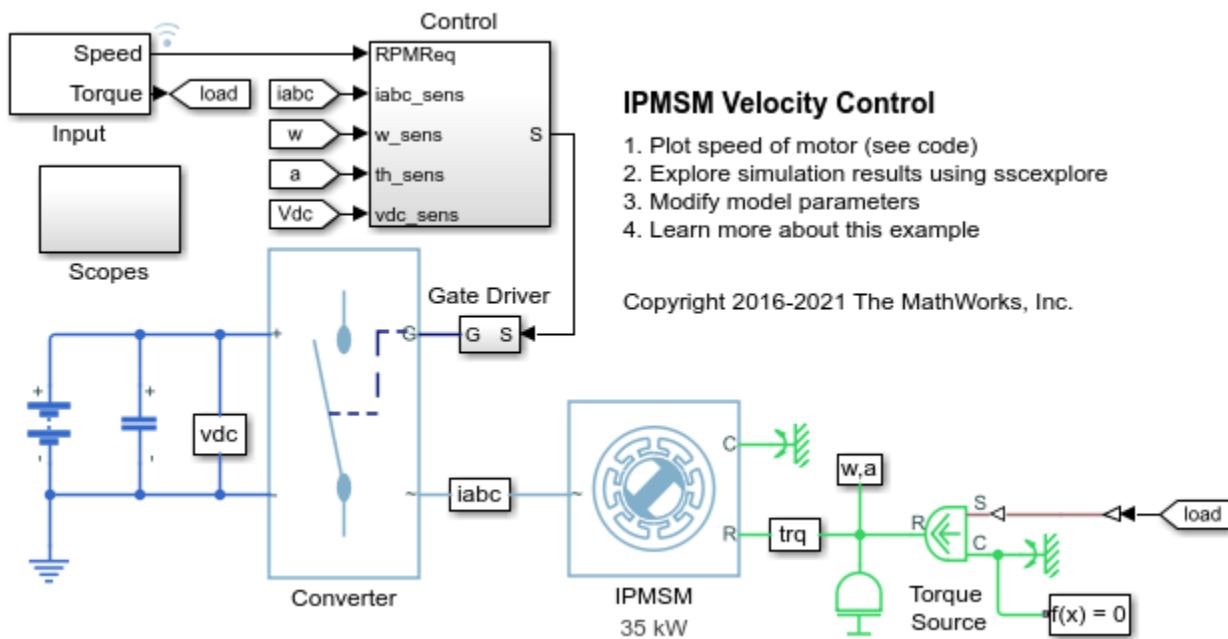 Control
Speed
Torque
load
Input
RPMReq
iabc
iabc_sens
w
w_sens
S
a
th_sens
Vdc
vdc_sens
IPMSM Velocity Control
1. Plot speed of motor (see code)
2. Explore simulation results using sscexplore
3. Modify model parameters
4. Learn more about this example
Copyright 2016-2021 The MathWorks, Inc.
Scopes
Gate Driver
+
G
G S
+
-
+
-
vdc
-
~
iabc
~
C
R
Converter
IPMSM
35 kW
trq
w,a
R
S
C
load
Torque
Source
f(x) = 0